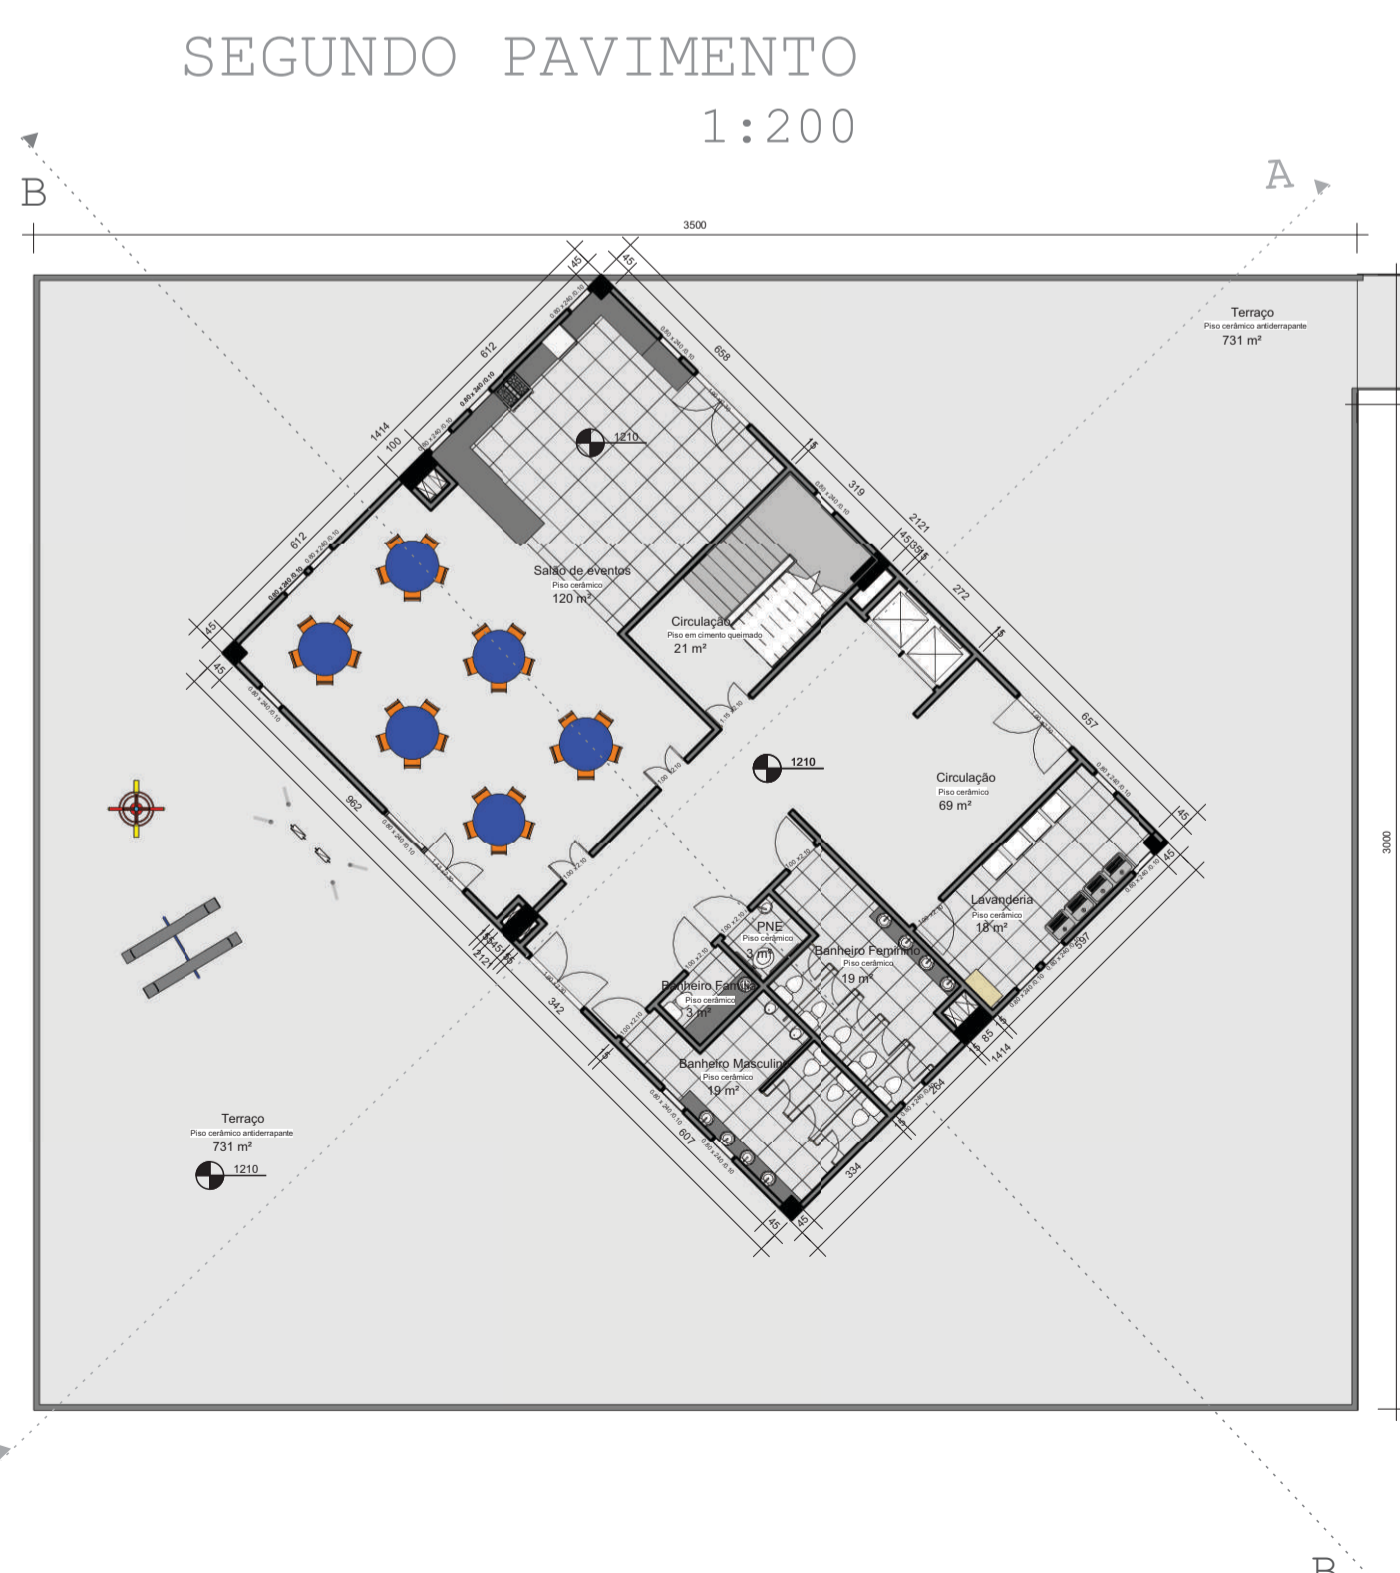 SEGUNDO PAVIMENTO
1:200
B
A
3500
Terraço
Piso cerâmico antiderrapante
731 m²
45
45
612
658
1414
100
1210
15
319
2121
612
Salão de eventos
Piso cerâmico
120 m²
Circulação
Piso em cimento queimado
21 m²
272
15
45
45
657
1210
Circulação
Piso cerâmico
69 m²
962
45
45
3000
Lavanderia
Piso cerâmico
18 m²
597
PNE
Piso cerâmico
3 m²
Banheiro Feminino
Piso cerâmico
19 m²
Banheiro Família
Piso cerâmico
3 m²
2121
342
85
1414
Banheiro Masculin
Piso cerâmico
19 m²
264
607
334
45
45
Terraço
Piso cerâmico antiderrapante
731 m²
1210
B